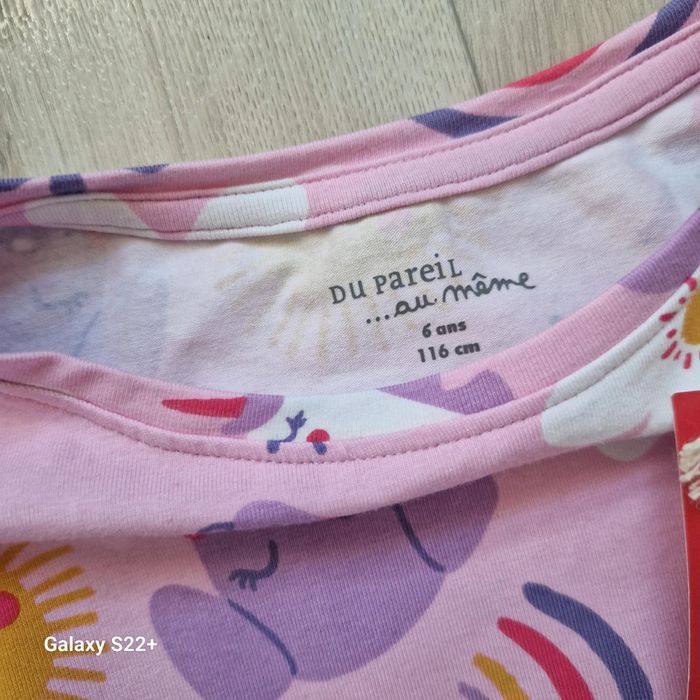 DU PareiL
...au même
6 ans
116 cm
Galaxy S22+